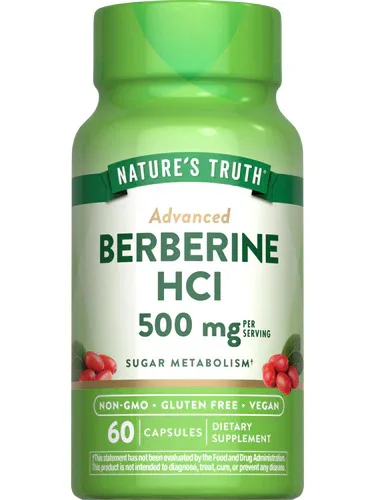 NATURE'S TRUTH®
Advanced
BERBERINE
HCl
500 mg PER SERVING
SUGAR METABOLISM†
NON-GMO • GLUTEN FREE • VEGAN
60 CAPSULES DIETARY SUPPLEMENT
†This statement has not been evaluated by the Food and Drug Administration.
This product is not intended to diagnose, treat, cure, or prevent any disease.